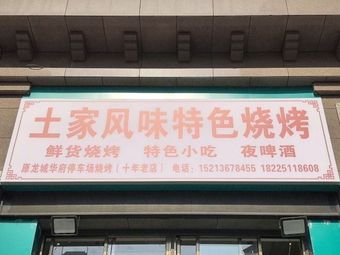 土家风味特色烧烤
鲜货烧烤 特色小吃 夜啤酒
原龙城华府停车场烧烤（十年老店） 电话：15213678455 18225118608